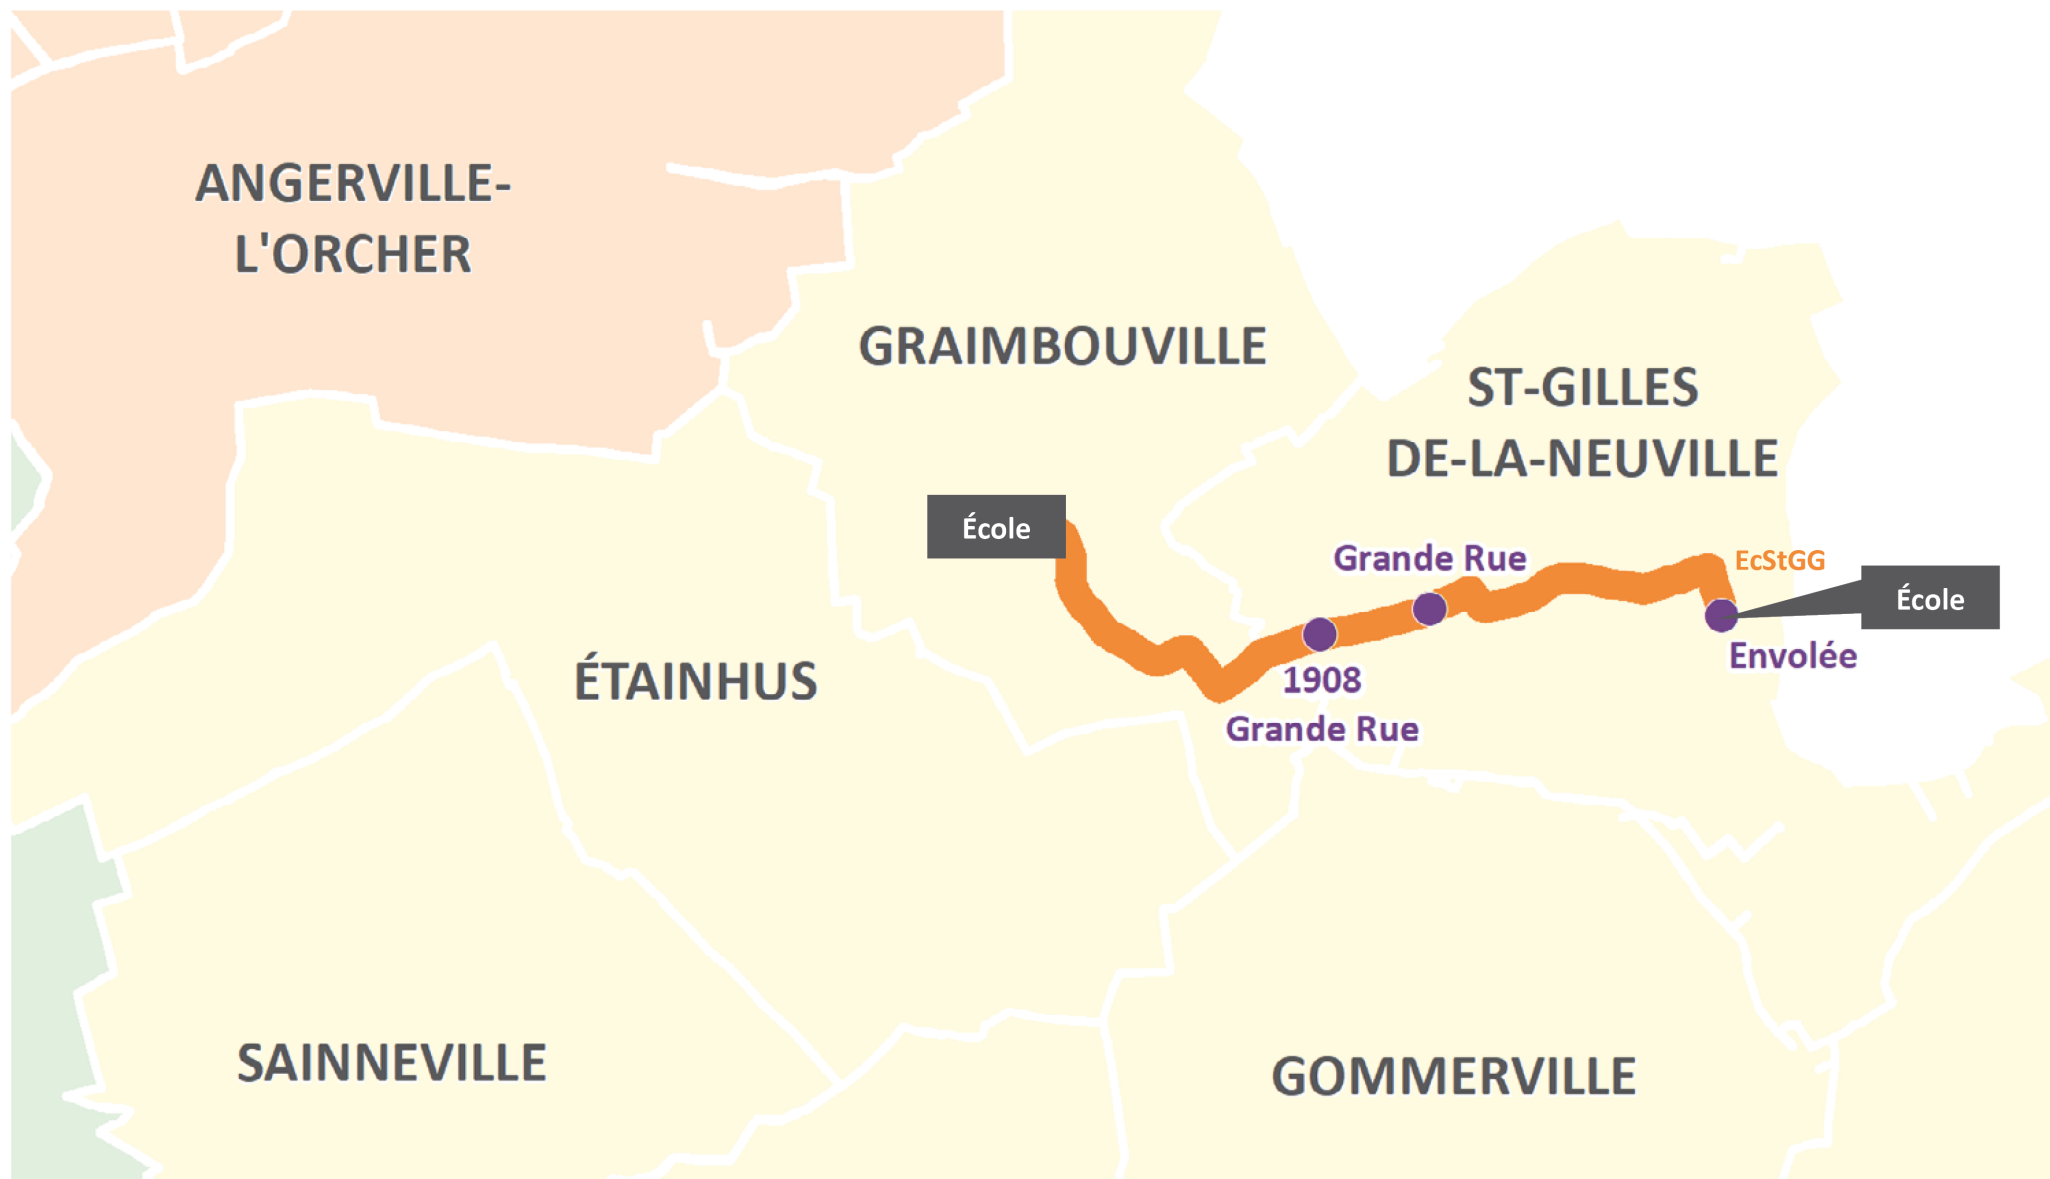 ANGERVILLE-
L'ORCHER
GRAIMBOUVILLE
ST-GILLES
DE-LA-NEUVILLE
École
Grande Rue
EcStGG
École
Envolée
1908
Grande Rue
ÉTAINHUS
SAINNEVILLE
GOMMERVILLE